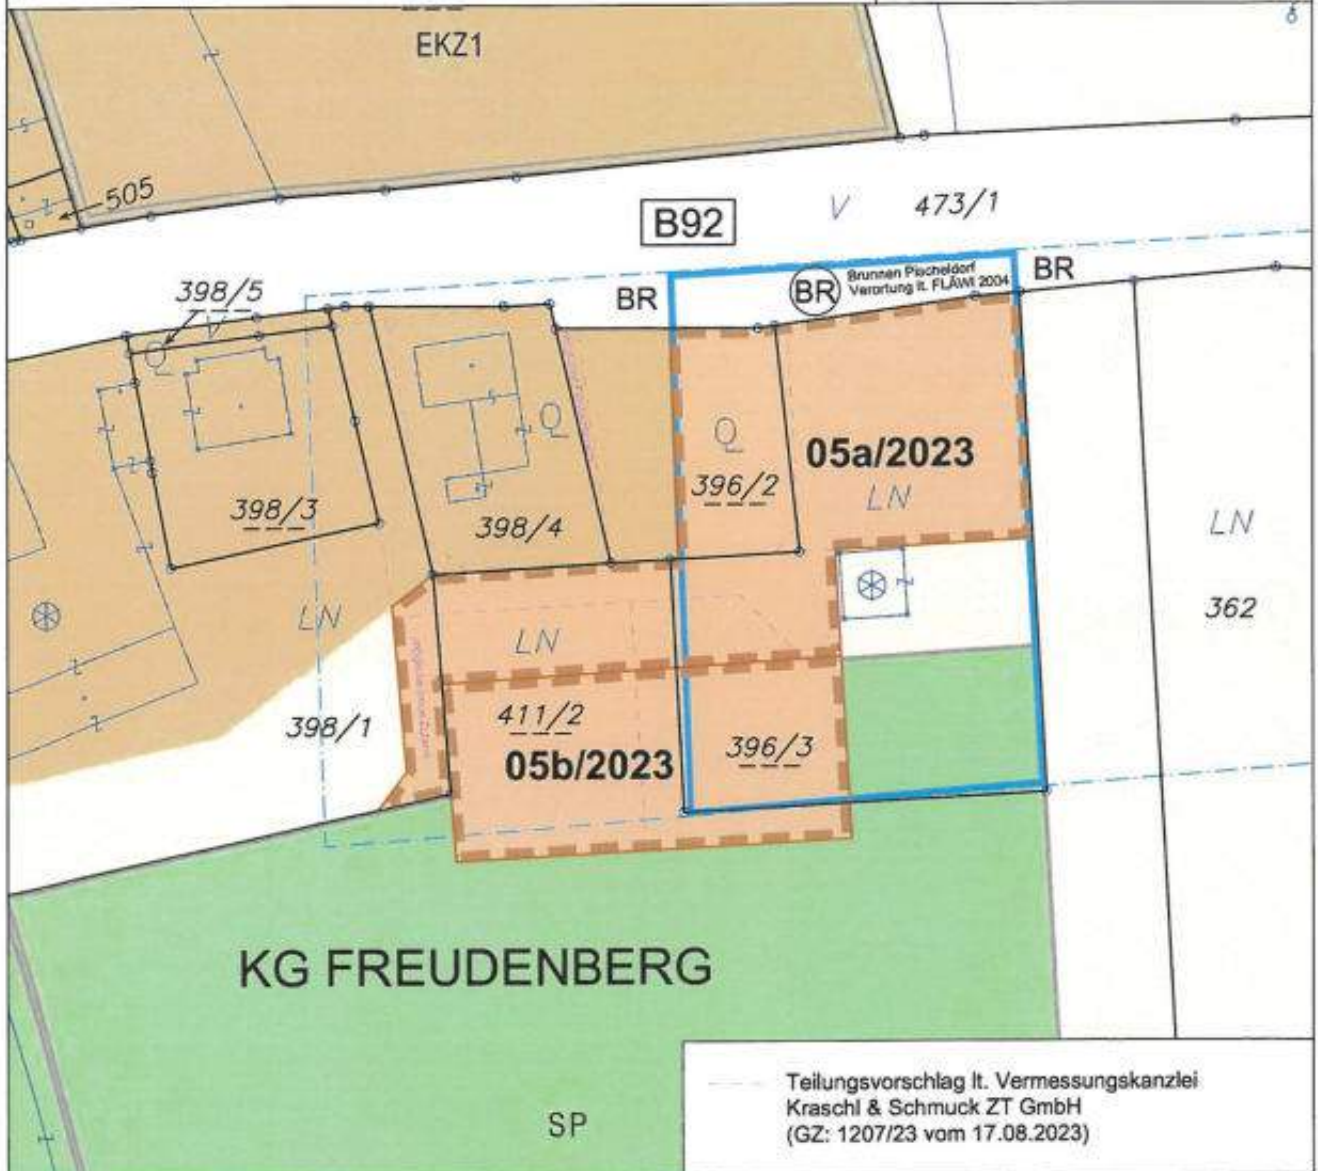 EKZ1
505
B92
V
473/1
398/5
V
BR
BR
Brunnen Pischeldorf
Verortung lt. FLÄWI 2004
BR
Q
Q
Q
396/2
05a/2023
LN
398/3
398/4
LN
362
LN
LN
398/1
411/2
05b/2023
396/3
KG FREUDENBERG
SP
Teilungsvorschlag lt. Vermessungskanzlei
Kraschl & Schmuck ZT GmbH
(GZ: 1207/23 vom 17.08.2023)